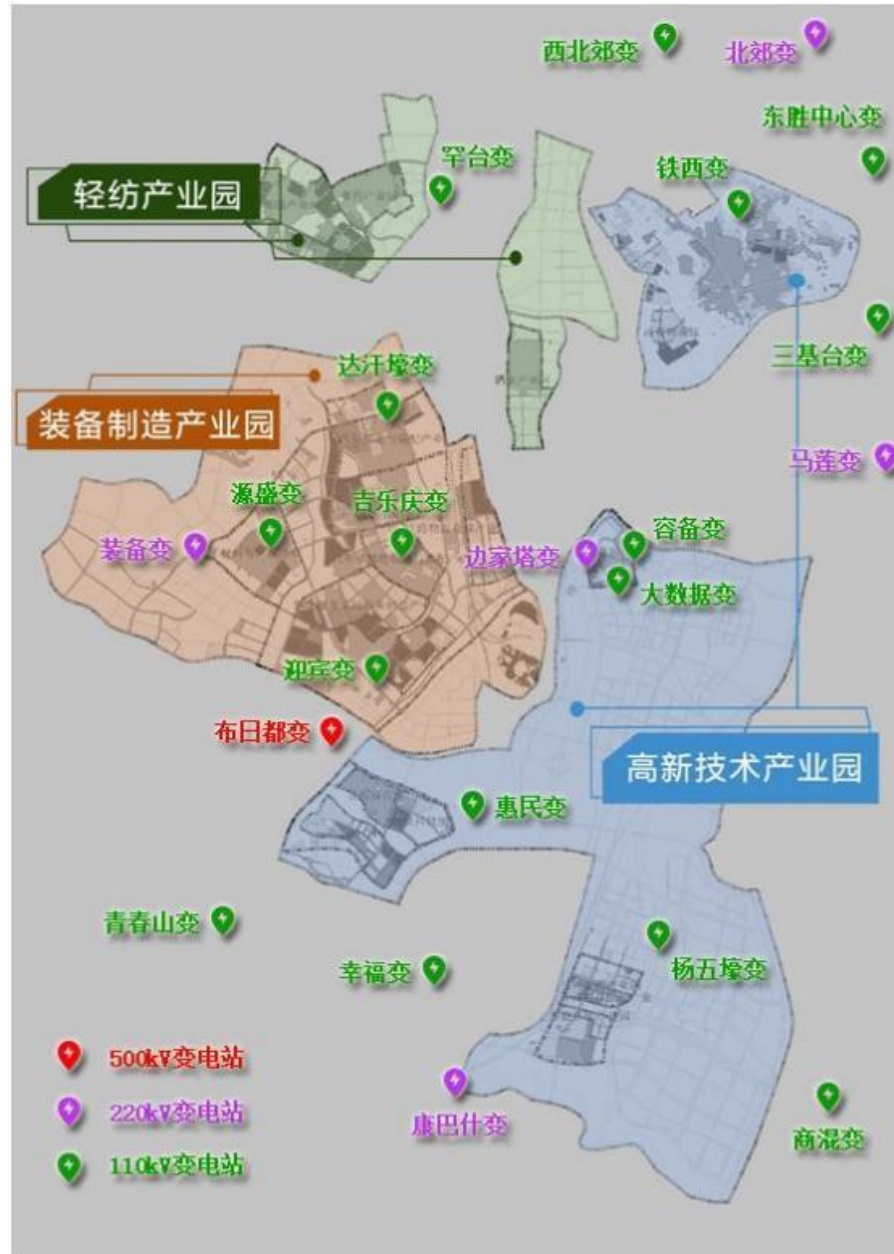 西北郊变
北郊变
东胜中心变
罕台变
铁西变
轻纺产业园
三基台变
达汗壕变
装备制造产业园
马莲变
源盛变
吉乐庆变
装备变
边家塔变
容备变
大数据变
迎宾变
布日都变
高新技术产业园
惠民变
青春山变
幸福变
杨五壕变
500kV变电站
220kV变电站
康巴什变
商混变
110kV变电站